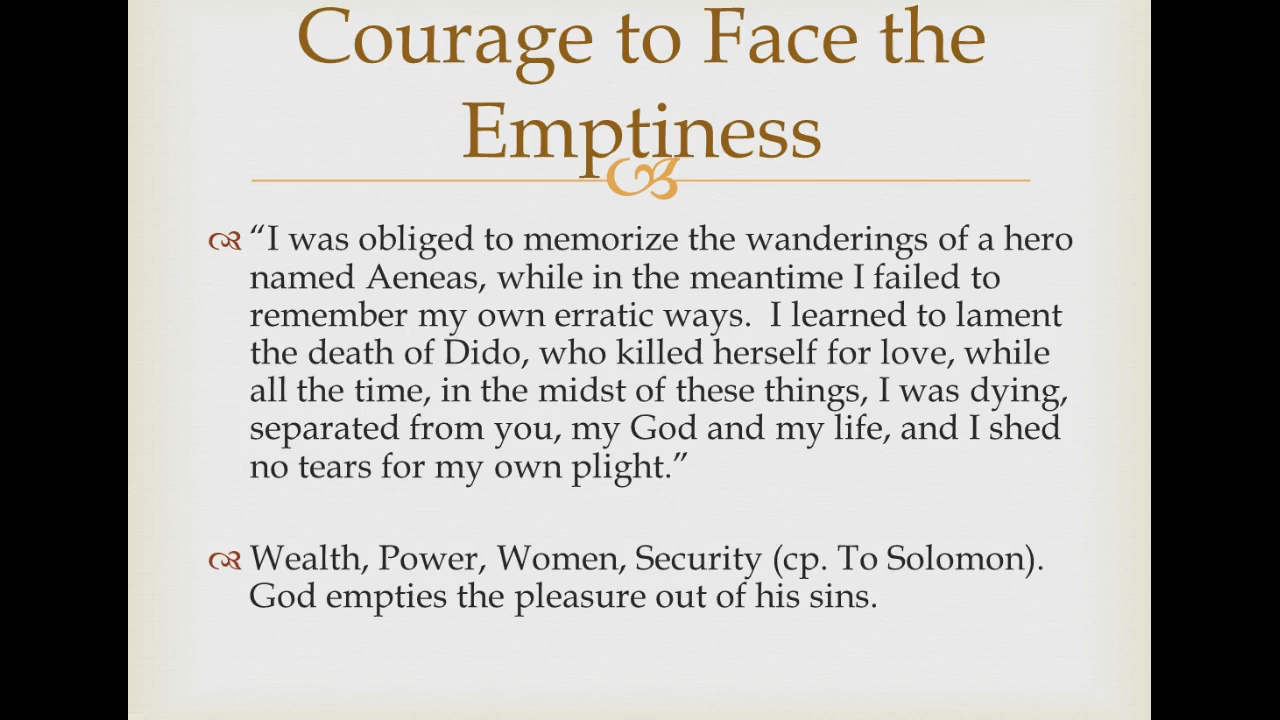 Courage to Face the
Emptiness
“I was obliged to memorize the wanderings of a hero
named Aeneas, while in the meantime I failed to
remember my own erratic ways.  I learned to lament
the death of Dido, who killed herself for love, while
all the time, in the midst of these things, I was dying,
separated from you, my God and my life, and I shed
no tears for my own plight.”
Wealth, Power, Women, Security (cp. To Solomon).
God empties the pleasure out of his sins.